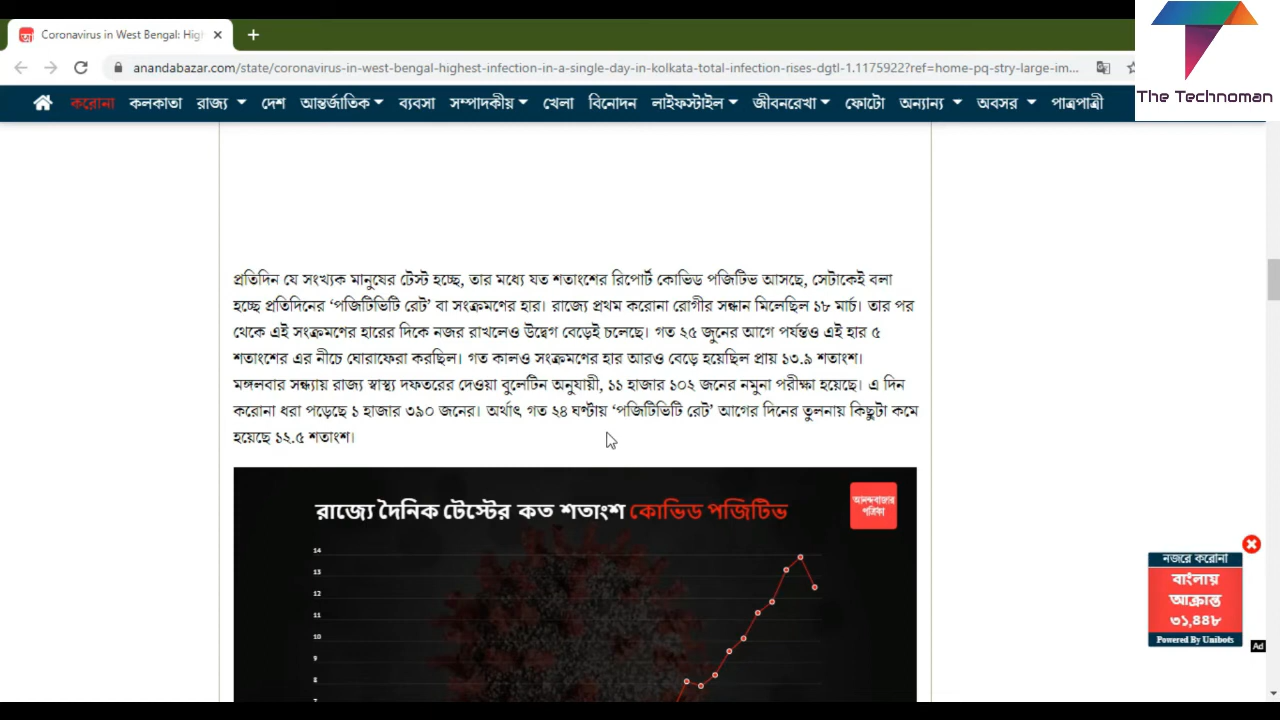 Coronavirus in West Bengal: Hig
The Technoman
anandabazar.com/state/coronavirus-in-west-bengal-highest-infection-in-a-single-day-in-kolkata-total-infection-rises-dgtl-1.1175922?ref=home-pq-stry-large-im...
করোনা কলকাতা রাজ্য দেশ আন্তর্জাতিক ব্যবসা সম্পাদকীয় খেলা বিনোদন লাইফস্টাইল জীবনরেখা ফোটো অন্যান্য অবসর পাত্রপাত্রী
প্রতিদিন যে সংখ্যক মানুষের টেস্ট হচ্ছে, তার মধ্যে যত শতাংশের রিপোর্ট কোভিড পজিটিভ আসছে, সেটাকেই বলা
হচ্ছে প্রতিদিনের ‘পজিটিভিটি রেট’ বা সংক্রমণের হার। রাজ্যে প্রথম করোনা রোগীর সন্ধান মিলেছিল ১৮ মার্চ। তার পর
থেকে এই সংক্রমণের হারের দিকে নজর রাখলেও উদ্বেগ বেড়েই চলেছে। গত ২৫ জুনের আগে পর্যন্তও এই হার ৫
শতাংশের এর নীচে ঘোরাফেরা করছিল। গত কালও সংক্রমণের হার আরও বেড়ে হয়েছিল প্রায় ১৩.৯ শতাংশ।
মঙ্গলবার সন্ধ্যায় রাজ্য স্বাস্থ্য দফতরের দেওয়া বুলেটিন অনুযায়ী, ১১ হাজার ১০২ জনের নমুনা পরীক্ষা হয়েছে। এ দিন
করোনা ধরা পড়েছে ১ হাজার ৩৯০ জনের। অর্থাৎ গত ২৪ ঘণ্টায় ‘পজিটিভিটি রেট’ আগের দিনের তুলনায় কিছুটা কমে
হয়েছে ১২.৫ শতাংশ।
রাজ্যে দৈনিক টেস্টের কত শতাংশ কোভিড পজিটিভ
আনন্দবাজার
পত্রিকা
14
13
12
11
10
9
8
নজরে করোনা
বাংলায়
আক্রান্ত
৩১,৪৪৮
Powered By Unibots
Ad